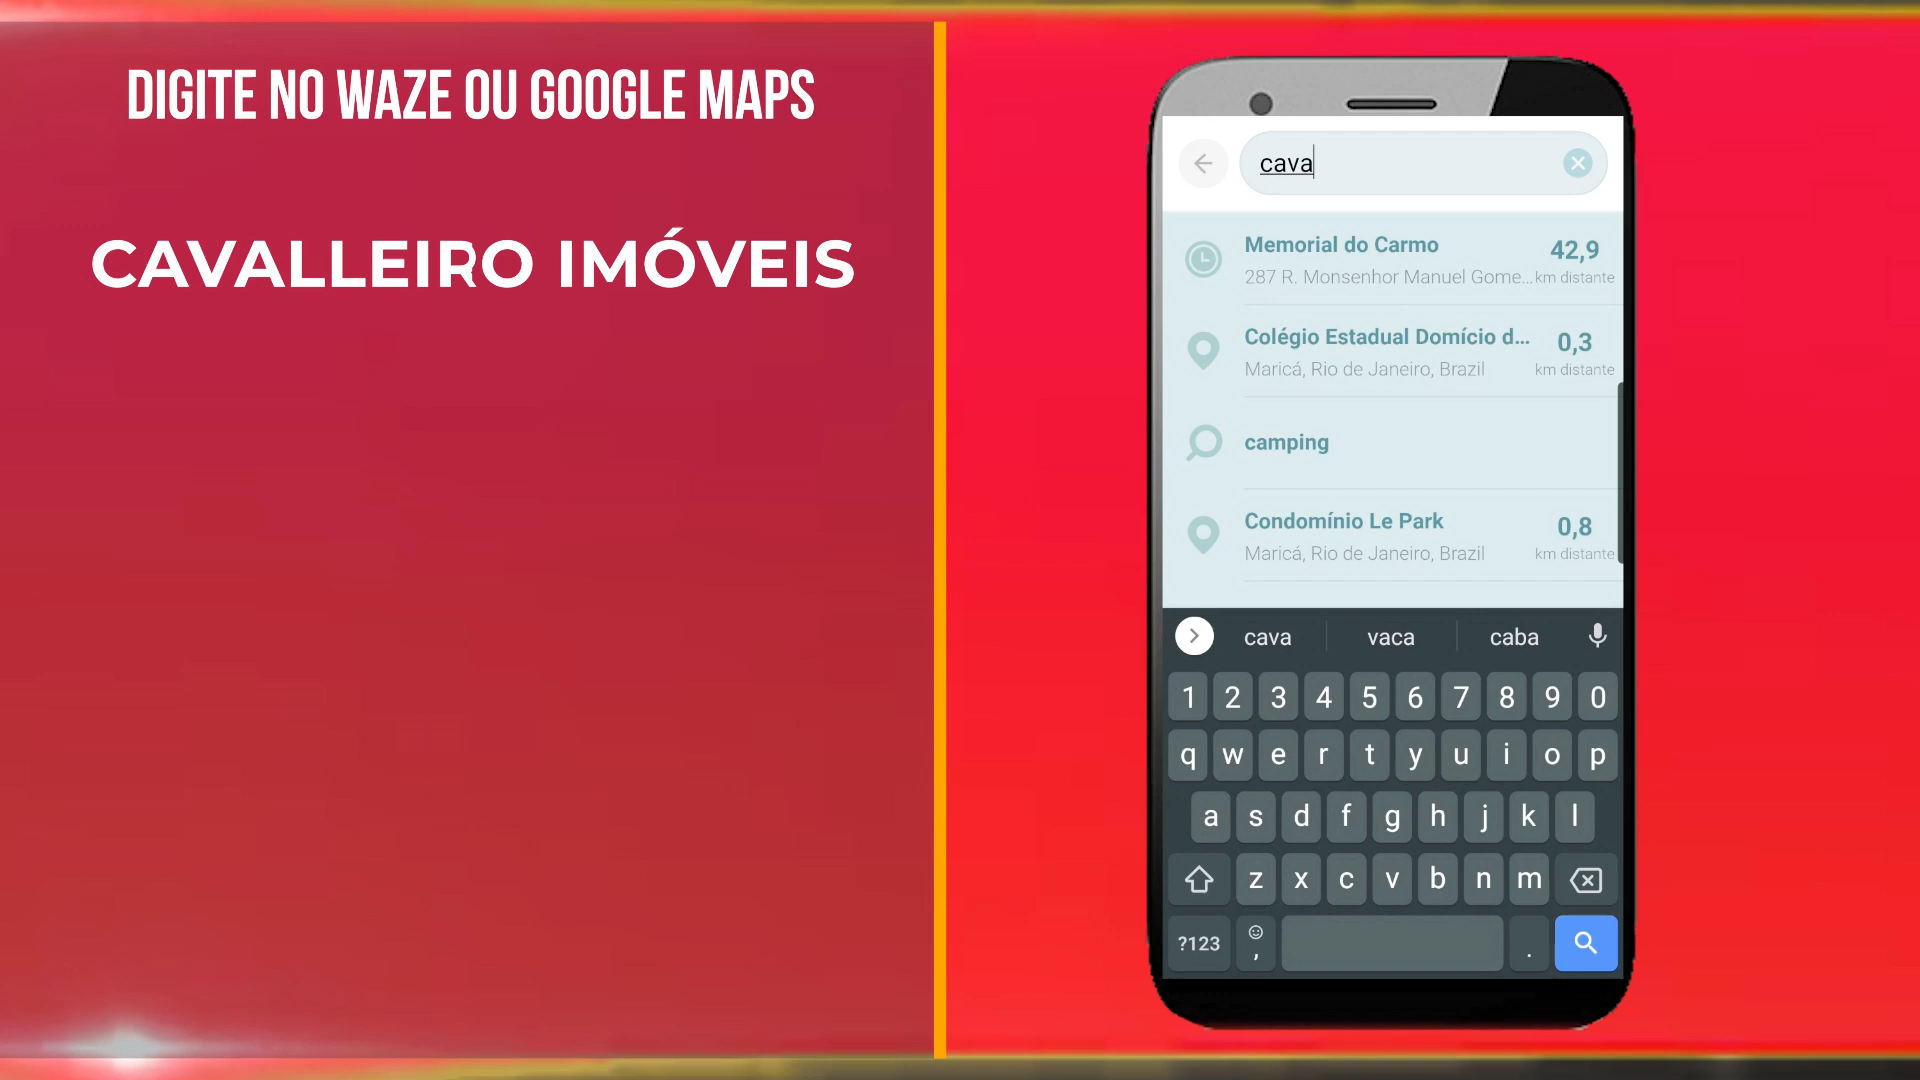 DIGITE NO WAZE OU GOOGLE MAPS
CAVALLEIRO IMÓVEIS
cava
Memorial do Carmo
42,9
287 R. Monsenhor Manuel Gome...
km distante
Colégio Estadual Domício d...
0,3
Maricá, Rio de Janeiro, Brazil
km distante
camping
Condomínio Le Park
0,8
Maricá, Rio de Janeiro, Brazil
km distante
cava vaca caba
1 2 3 4 5 6 7 8 9 0
q w e r t y u i o p
a s d f g h j k l
z x c v b n m
?123 , .